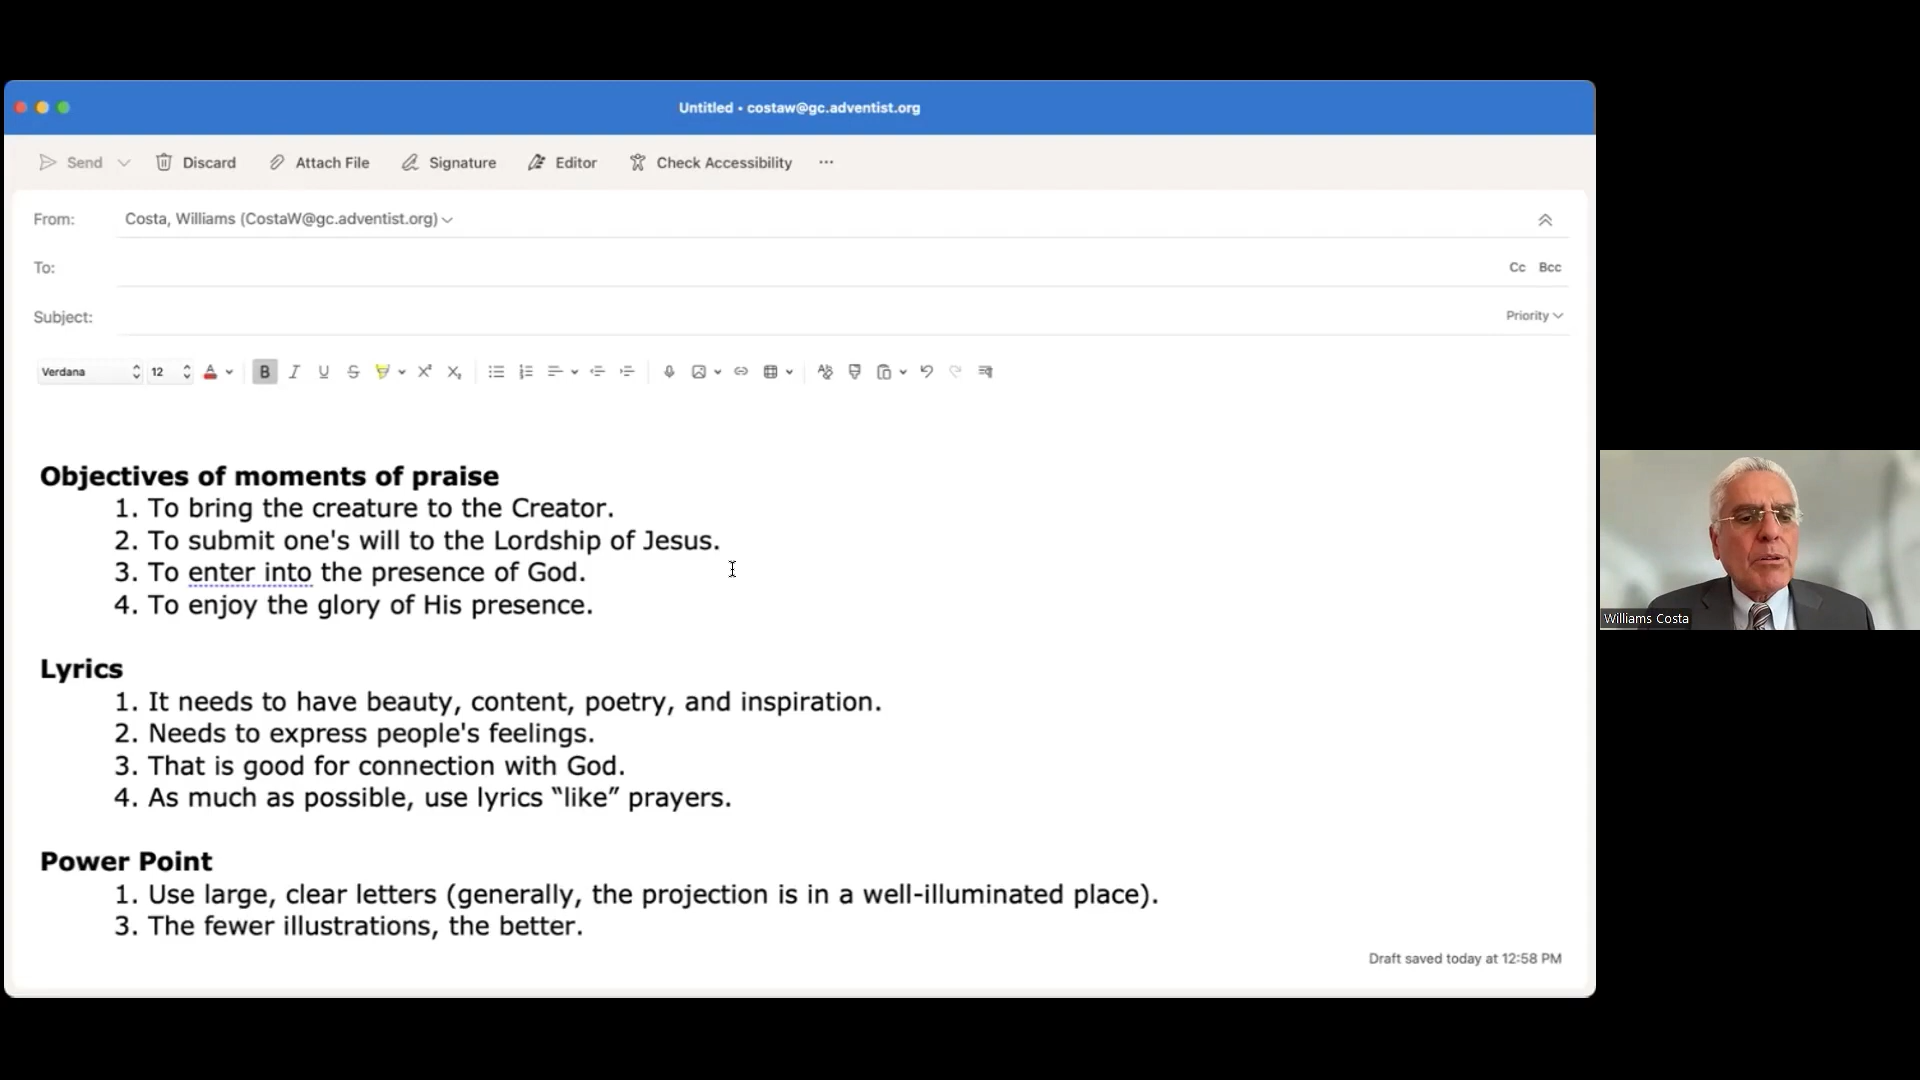 Untitled • costaw@gc.adventist.org
Send Discard Attach File Signature Editor Check Accessibility ...
From: Costa, Williams (CostaW@gc.adventist.org)
To: Cc Bcc
Subject: Priority
Verdana 12 A B I U S X² X₂
Objectives of moments of praise
1. To bring the creature to the Creator.
2. To submit one's will to the Lordship of Jesus.
3. To enter into the presence of God.
4. To enjoy the glory of His presence.
Williams Costa
Lyrics
1. It needs to have beauty, content, poetry, and inspiration.
2. Needs to express people's feelings.
3. That is good for connection with God.
4. As much as possible, use lyrics “like” prayers.
Power Point
1. Use large, clear letters (generally, the projection is in a well-illuminated place).
3. The fewer illustrations, the better.
Draft saved today at 12:58 PM